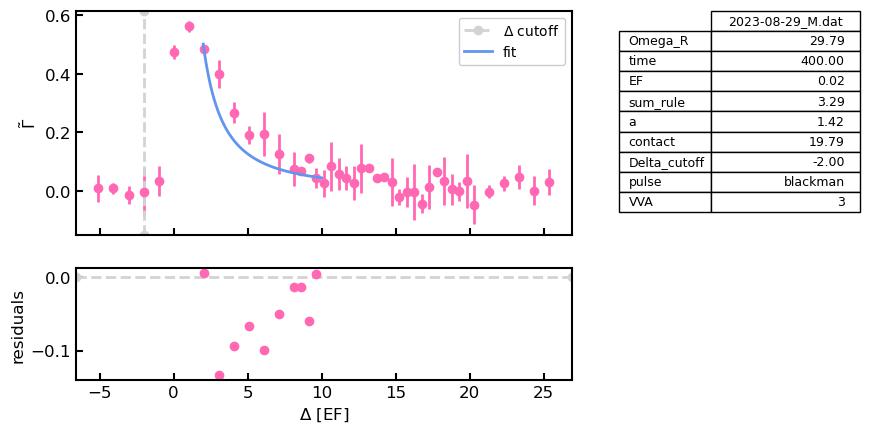 0.6
0.4
0.2
0.0
Γ̃
Δ cutoff
fit
0.0
−0.1
residuals
−5 0 5 10 15 20 25
Δ [EF]
2023-08-29_M.dat
Omega_R 29.79
time 400.00
EF 0.02
sum_rule 3.29
a 1.42
contact 19.79
Delta_cutoff -2.00
pulse blackman
VVA 3